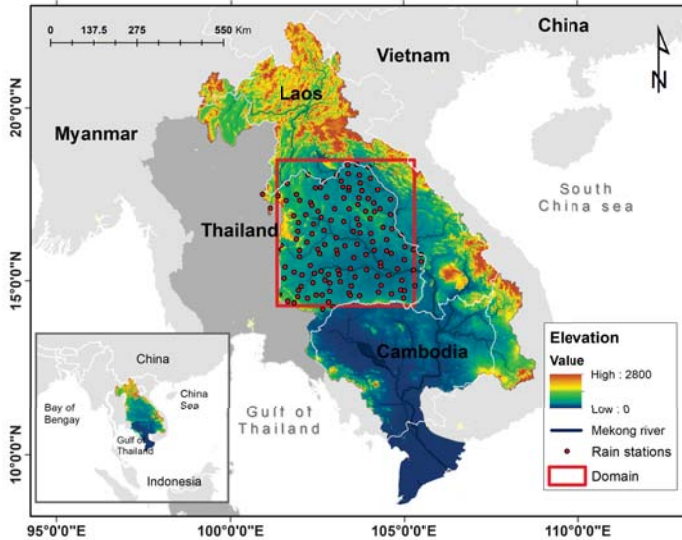 0 137.5 275 550 Km
China
Vietnam
N
Laos
Myanmar
South
China sea
Thailand
Cambodia
Gulf of
Thailand
China
Bay of
Bengay
China
Sea
Gulf of
Thailand
Indonesia
Elevation
Value
High : 2800
Low : 0
Mekong river
Rain stations
Domain
20°0'0"N
15°0'0"N
10°0'0"N
95°0'0"E 100°0'0"E 105°0'0"E 110°0'0"E